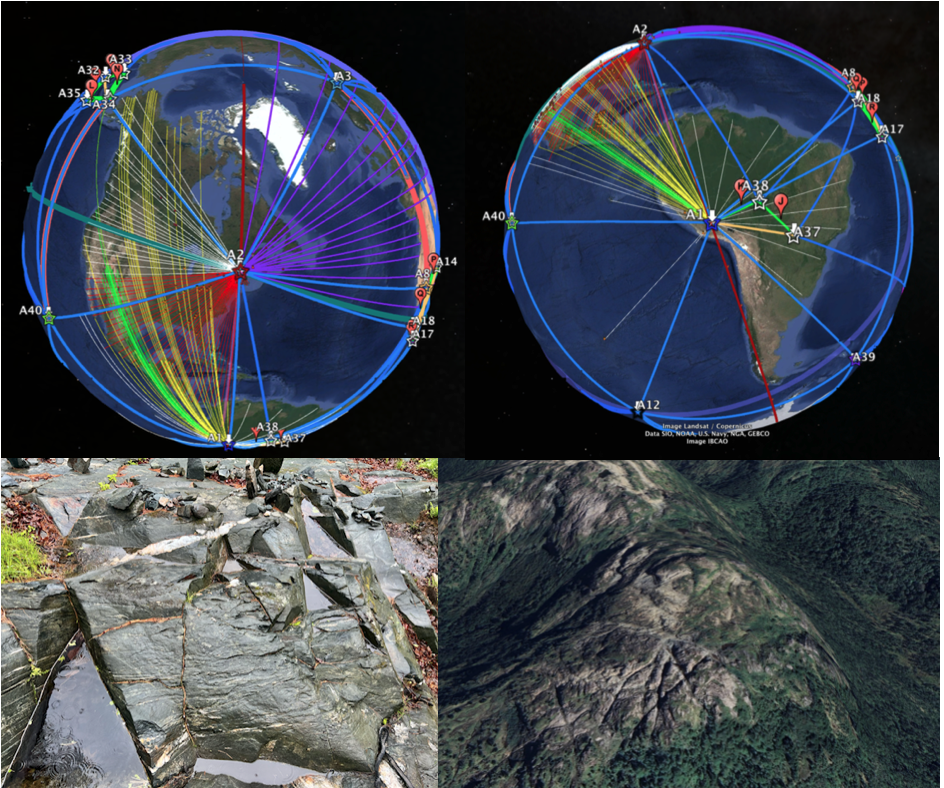 A33
A32
A35
A34
A3
A2
A14
A8
A40
A18
A17
A38
A37
A2
A8
A18
A17
A38
J
A40
A1
A37
A39
A12
Image Landsat / Copernicus
Data SIO, NOAA, U.S. Navy, NGA, GEBCO
Image IBCAO